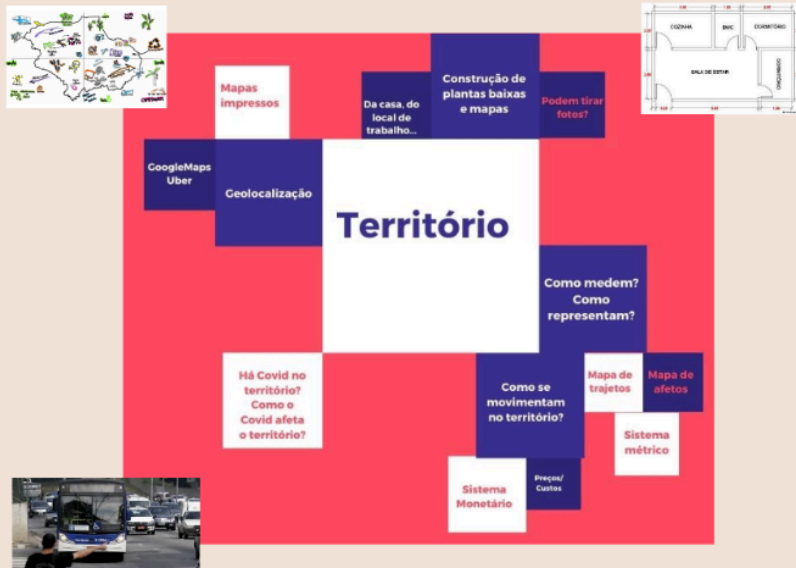 Mapas
impressos
Da casa, do
local de
trabalho...
Construção de
plantas baixas
e mapas
Podem tirar
fotos?
COZINHA
DORMITÓRIO
SALA DE ESTAR
GoogleMaps
Uber
Geolocalização
Território
Como medem?
Como
representam?
Há Covid no
território?
Como o
Covid afeta
o território?
Como se
movimentam
no território?
Mapa de
trajetos
Mapa de
afetos
Sistema
métrico
Sistema
Monetário
Preços/
Custos